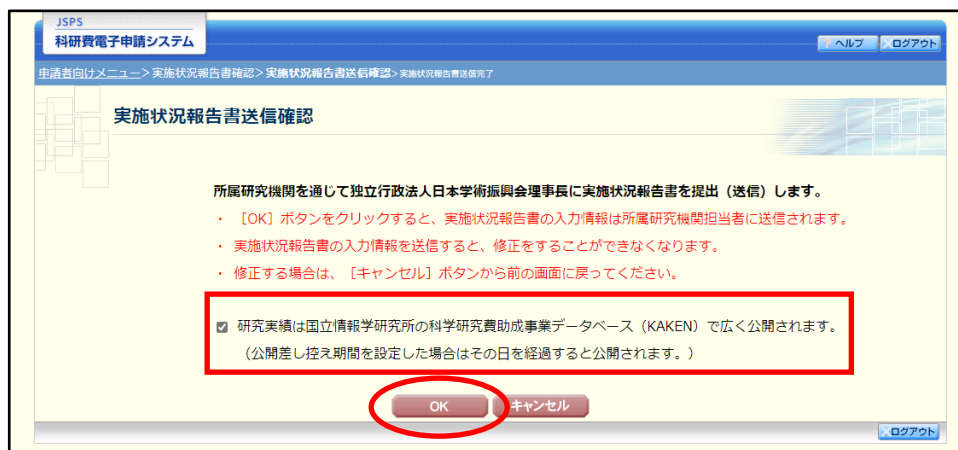 JSPS
科研費電子申請システム
ヘルプ ログアウト
申請者向けメニュー>実施状況報告書確認>実施状況報告書送信確認>実施状況報告書送信完了
実施状況報告書送信確認
所属研究機関を通じて独立行政法人日本学術振興会理事長に実施状況報告書を提出（送信）します。
・ ［OK］ボタンをクリックすると、実施状況報告書の入力情報は所属研究機関担当者に送信されます。
・ 実施状況報告書の入力情報を送信すると、修正をすることができなくなります。
・ 修正する場合は、［キャンセル］ボタンから前の画面に戻ってください。
研究実績は国立情報学研究所の科学研究費助成事業データベース（KAKEN）で広く公開されます。
（公開差し控え期間を設定した場合はその日を経過すると公開されます。）
OK キャンセル
ログアウト